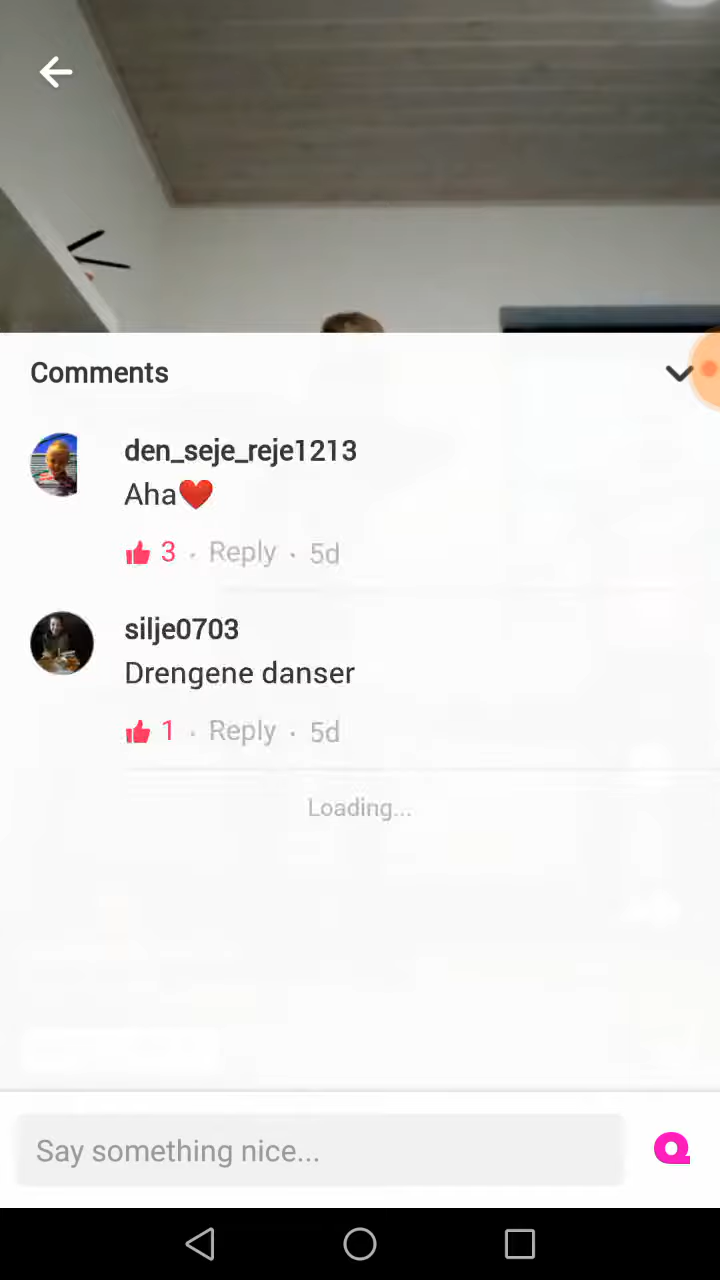 Comments
den_seje_reje1213
Aha❤️
3 · Reply · 5d
silje0703
Drengene danser
1 · Reply · 5d
Loading...
Say something nice...